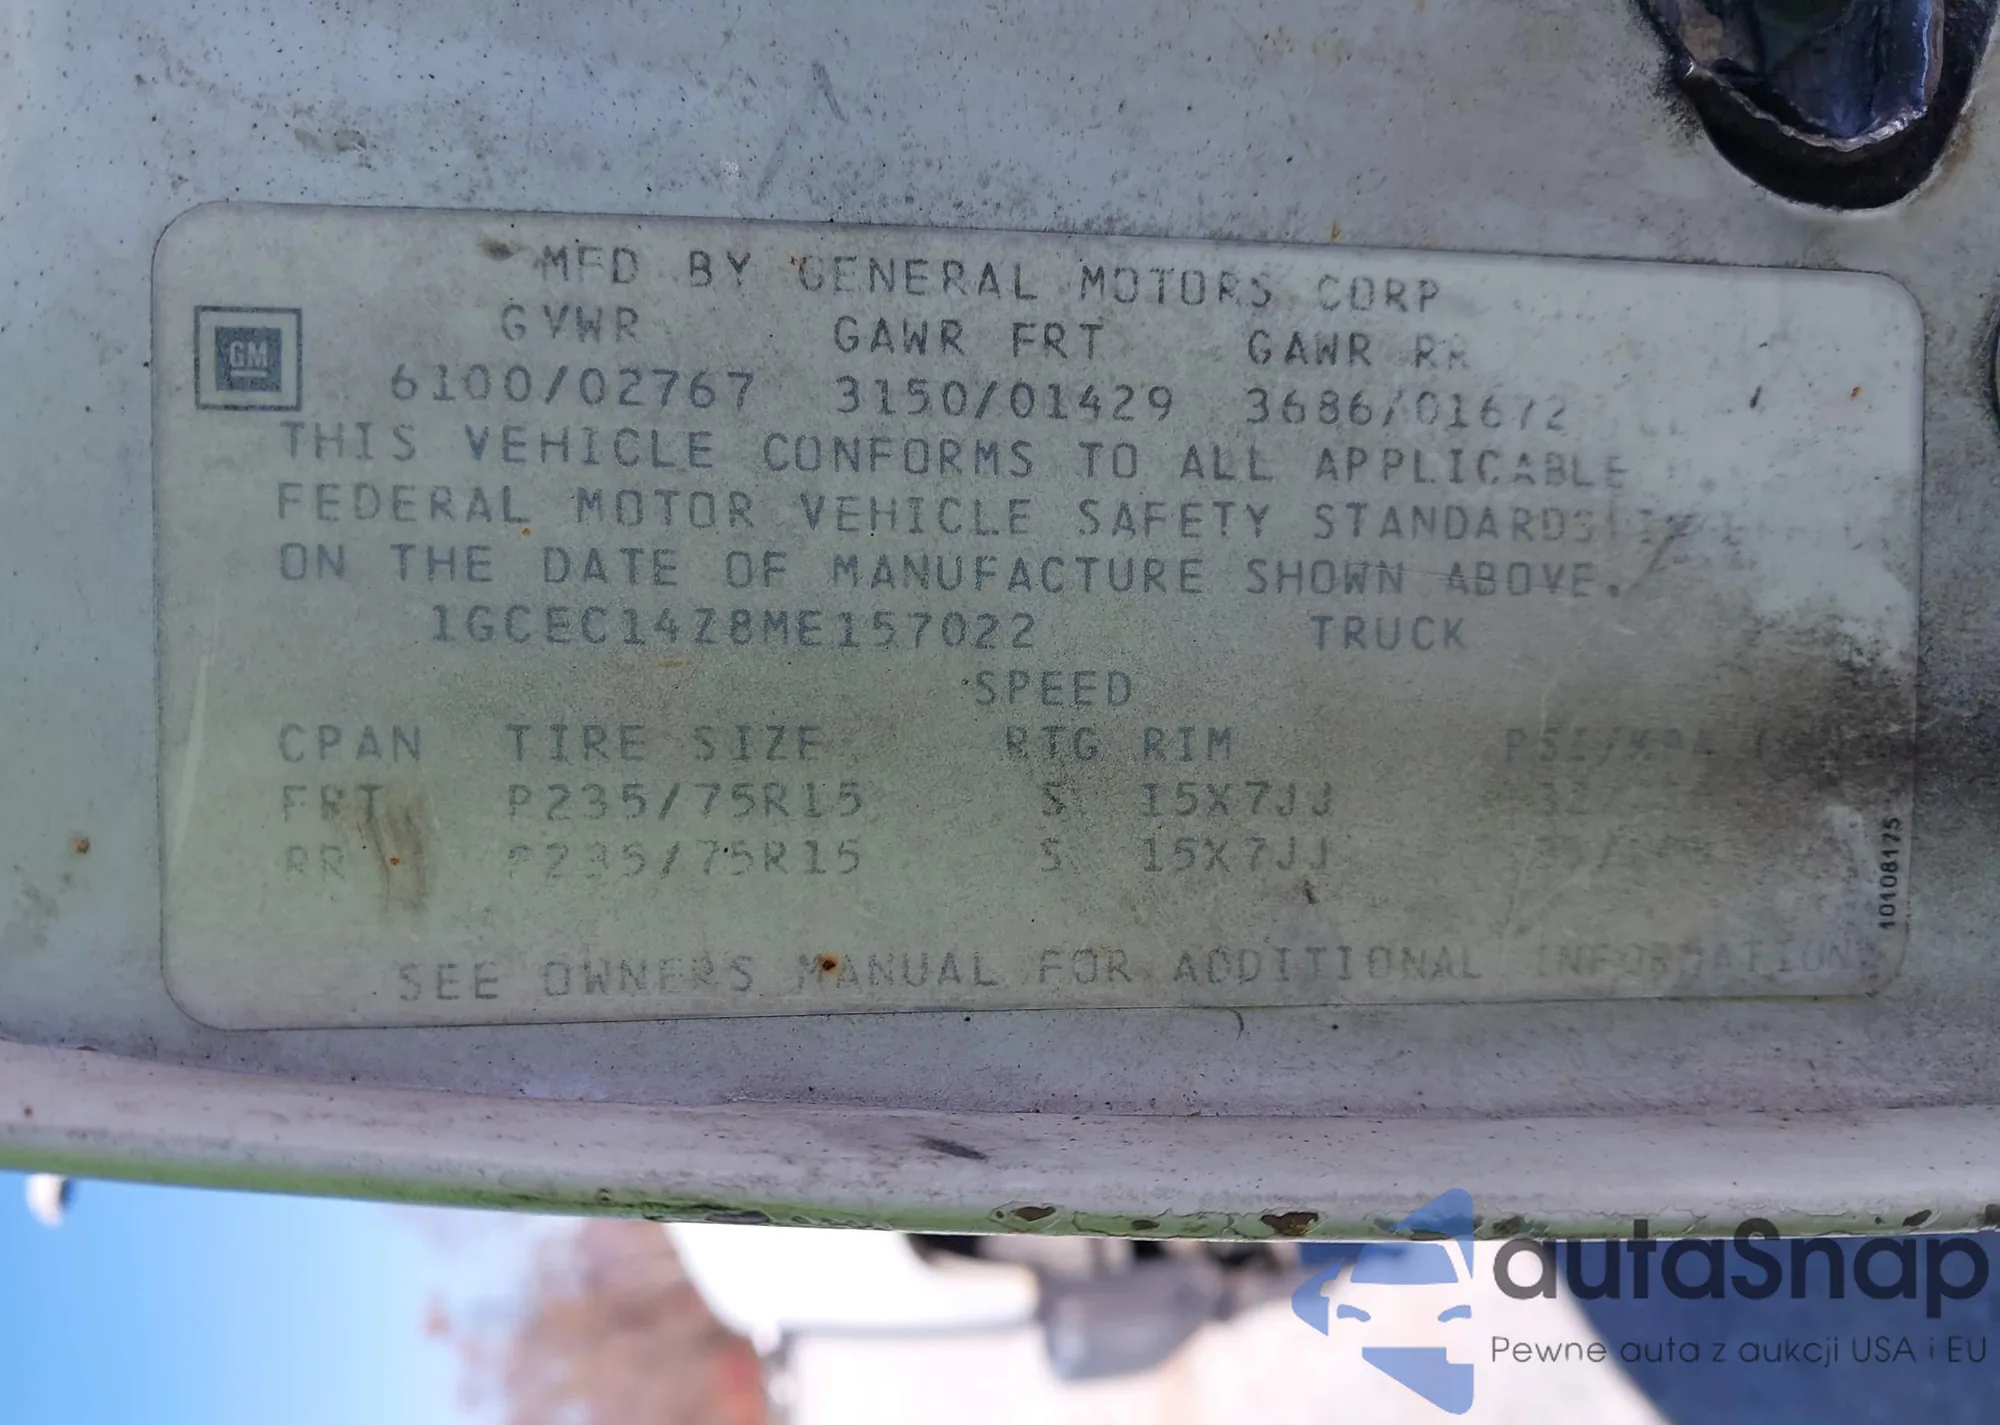 MFD BY GENERAL MOTORS CORP
GVWR GAWR FRT GAWR RR
GM
6100/02767 3150/01429 3686/01672
THIS VEHICLE CONFORMS TO ALL APPLICABLE
FEDERAL MOTOR VEHICLE SAFETY STANDARDS
ON THE DATE OF MANUFACTURE SHOWN ABOVE.
1GCEC14Z8ME157022 TRUCK
SPEED
CPAN TIRE SIZE RTG RIM
FRT P235/75R15 S 15X7JJ
RR P235/75R15 S 15X7JJ
10108175
SEE OWNERS MANUAL FOR ADDITIONAL INFORMATION
autaSnap
Pewne auta z aukcji USA i EU